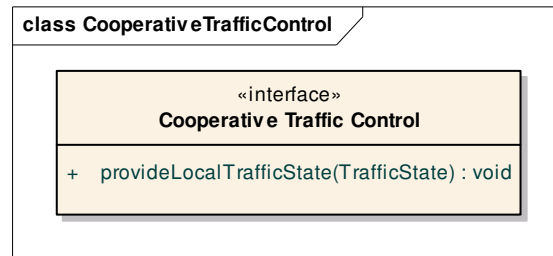 class CooperativeTrafficControl
«interface»
Cooperative Traffic Control
+ provideLocalTrafficState(TrafficState) : void